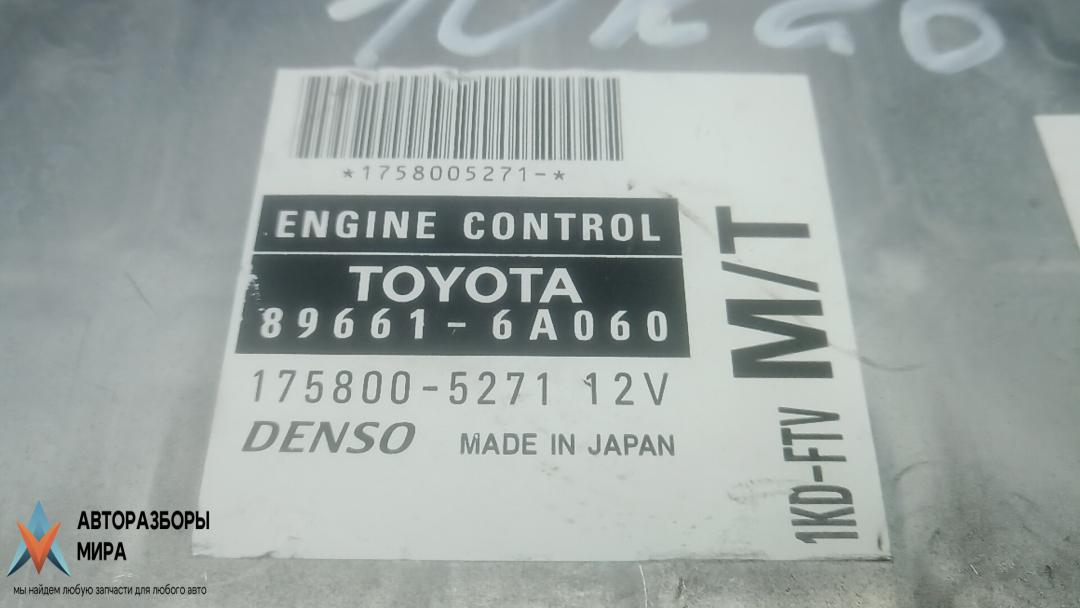 *1758005271-*
ENGINE CONTROL
TOYOTA
89661-6A060
175800-5271 12V
DENSO MADE IN JAPAN
M/T
1KD-FTV
АВТОРАЗБОРЫ
МИРА
мы найдем любую запчасти для любого авто